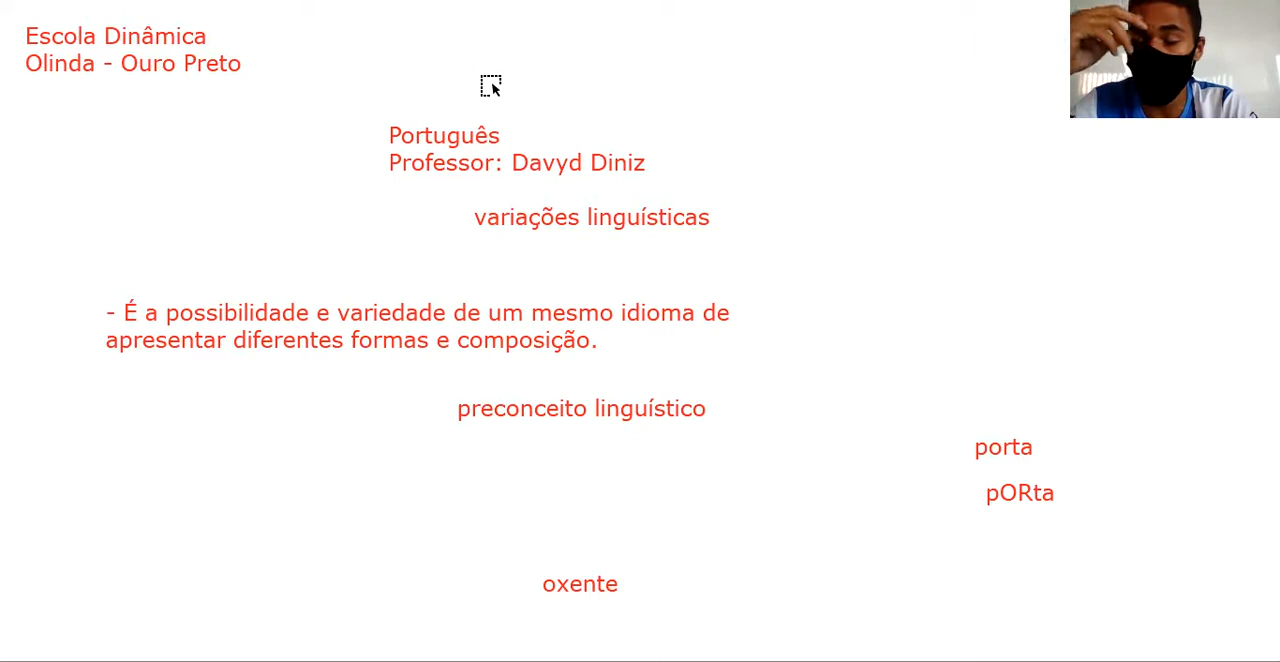 Escola Dinâmica
Olinda - Ouro Preto
Português
Professor: Davyd Diniz
variações linguísticas
- É a possibilidade e variedade de um mesmo idioma de
apresentar diferentes formas e composição.
preconceito linguístico
porta
pORta
oxente